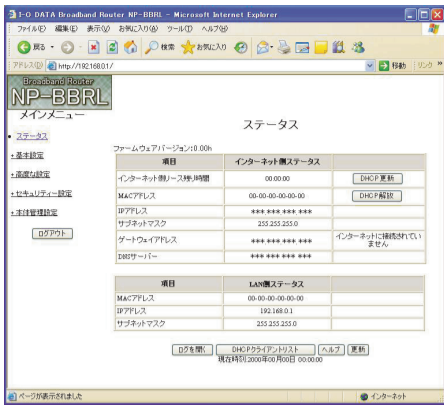 I-O DATA Broadband Router NP-BBRL - Microsoft Internet Explorer
ファイル(F) 編集(E) 表示(V) お気に入り(A) ツール(T) ヘルプ(H)
戻る 検索 お気に入り
アドレス(D) http://192.168.0.1/ 移動 リンク
Broadband Router
NP-BBRL
メインメニュー
ステータス
基本設定
高度な設定
セキュリティー設定
本体管理設定
ログアウト
ステータス
ファームウェアバージョン:0.00h
項目 インターネット側ステータス
インターネット側リース残り時間 00:00:00 DHCP更新
MACアドレス 00-00-00-00-00-00 DHCP解放
IPアドレス ***.***.***.***
サブネットマスク 255.255.255.0
ゲートウェイアドレス ***.***.***.*** インターネットに接続されていません
DNSサーバー ***.***.***.***
項目 LAN側ステータス
MACアドレス 00-00-00-00-00-00
IPアドレス 192.168.0.1
サブネットマスク 255.255.255.0
ログを開く DHCPクライアントリスト ヘルプ 更新
現在時刻:2000年00月00日 00:00:00
ページが表示されました インターネット